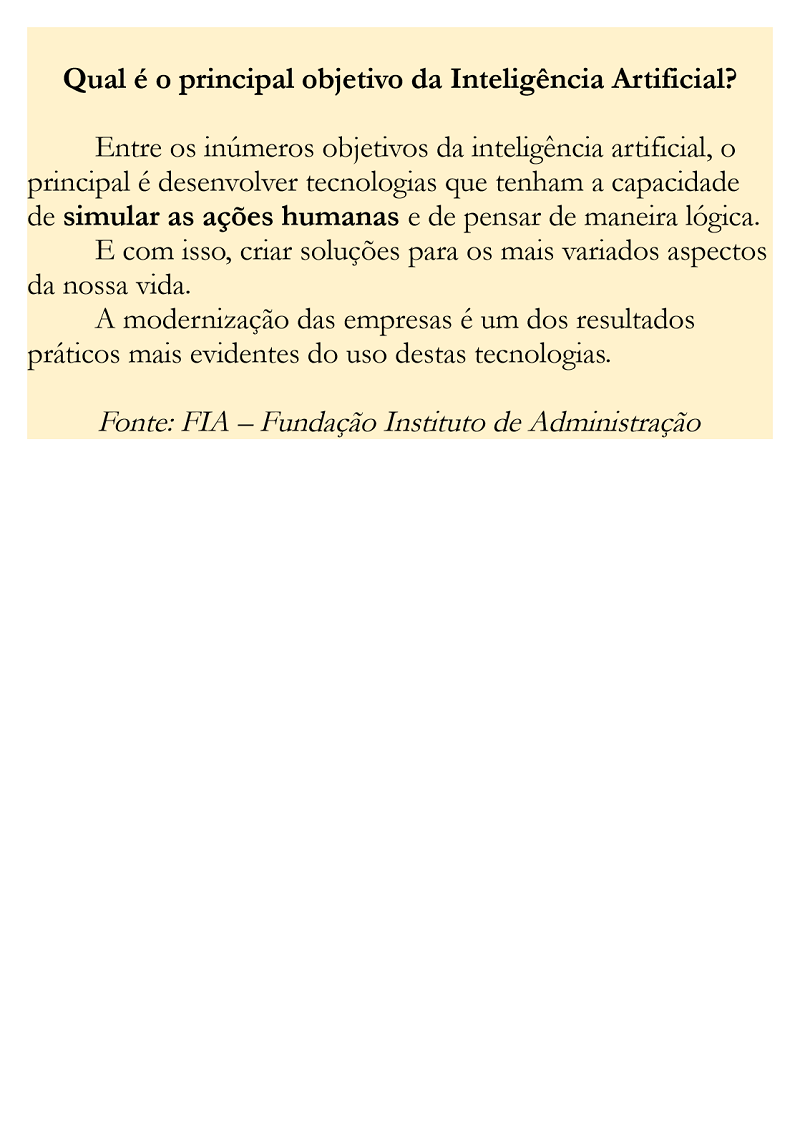 Qual é o principal objetivo da Inteligência Artificial?
Entre os inúmeros objetivos da inteligência artificial, o
principal é desenvolver tecnologias que tenham a capacidade
de simular as ações humanas e de pensar de maneira lógica.
E com isso, criar soluções para os mais variados aspectos
da nossa vida.
A modernização das empresas é um dos resultados
práticos mais evidentes do uso destas tecnologias.
Fonte: FIA – Fundação Instituto de Administração